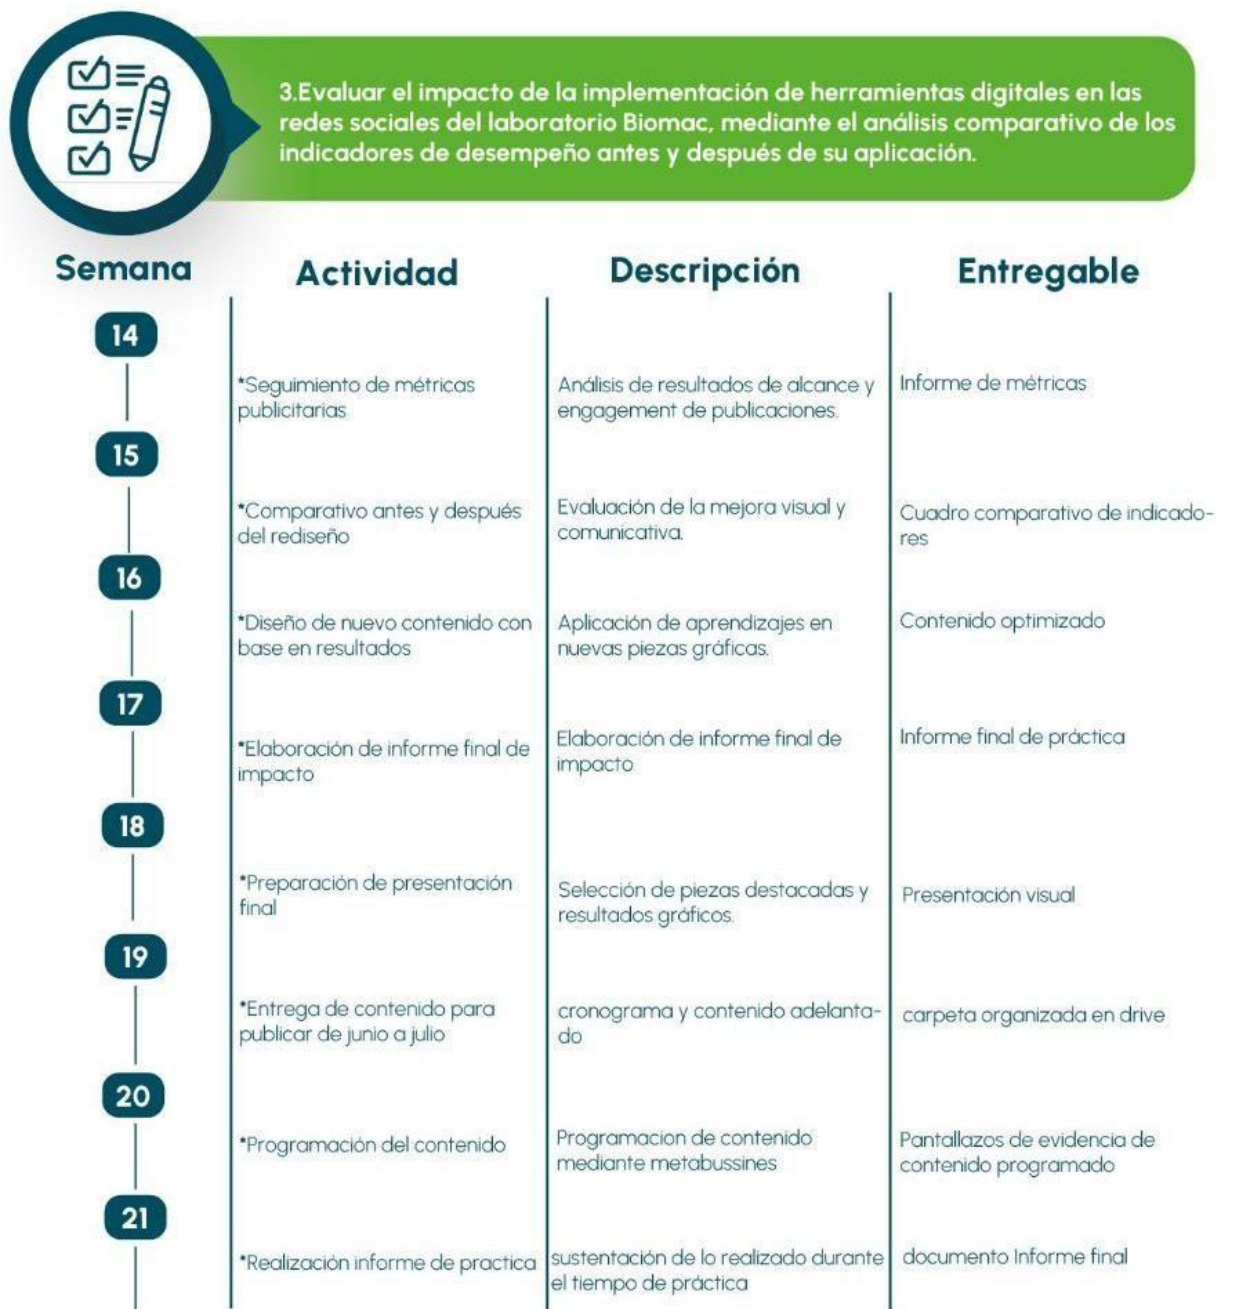 3.Evaluar el impacto de la implementación de herramientas digitales en las
redes sociales del laboratorio Biomac, mediante el análisis comparativo de los
indicadores de desempeño antes y después de su aplicación.
Semana
Actividad
Descripción
Entregable
14
*Seguimiento de métricas
publicitarias
Análisis de resultados de alcance y
engagement de publicaciones.
Informe de métricas
15
*Comparativo antes y después
del rediseño
Evaluación de la mejora visual y
comunicativa.
Cuadro comparativo de indicado-
res
16
*Diseño de nuevo contenido con
base en resultados
Aplicación de aprendizajes en
nuevas piezas gráficas.
Contenido optimizado
17
*Elaboración de informe final de
impacto
Elaboración de informe final de
impacto
Informe final de práctica
18
*Preparación de presentación
final
Selección de piezas destacadas y
resultados gráficos.
Presentación visual
19
*Entrega de contenido para
publicar de junio a julio
cronograma y contenido adelanta-
do
carpeta organizada en drive
20
*Programación del contenido
Programacion de contenido
mediante metabussines
Pantallazos de evidencia de
contenido programado
21
*Realización informe de practica
sustentación de lo realizado durante
el tiempo de práctica
documento Informe final